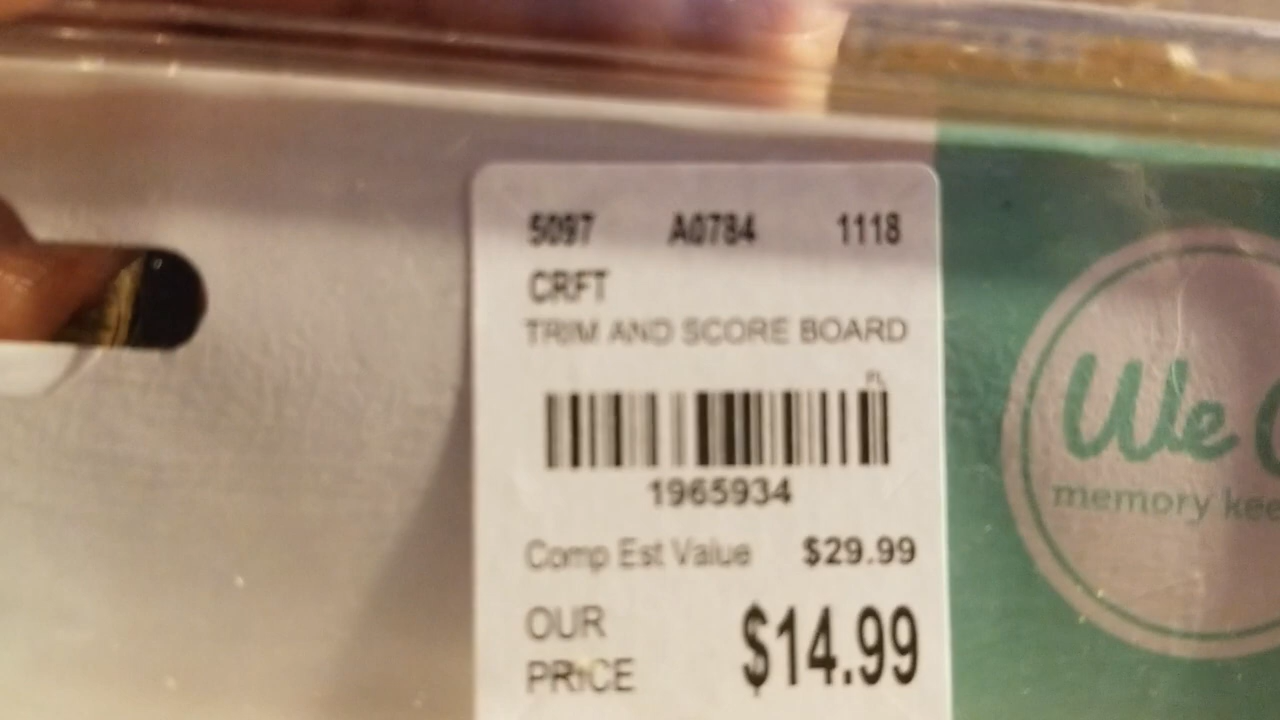 5097 A0784 1118
CRFT
TRIM AND SCORE BOARD
1965934
Comp Est Value $29.99
OUR
PRICE $14.99
We
memory kee